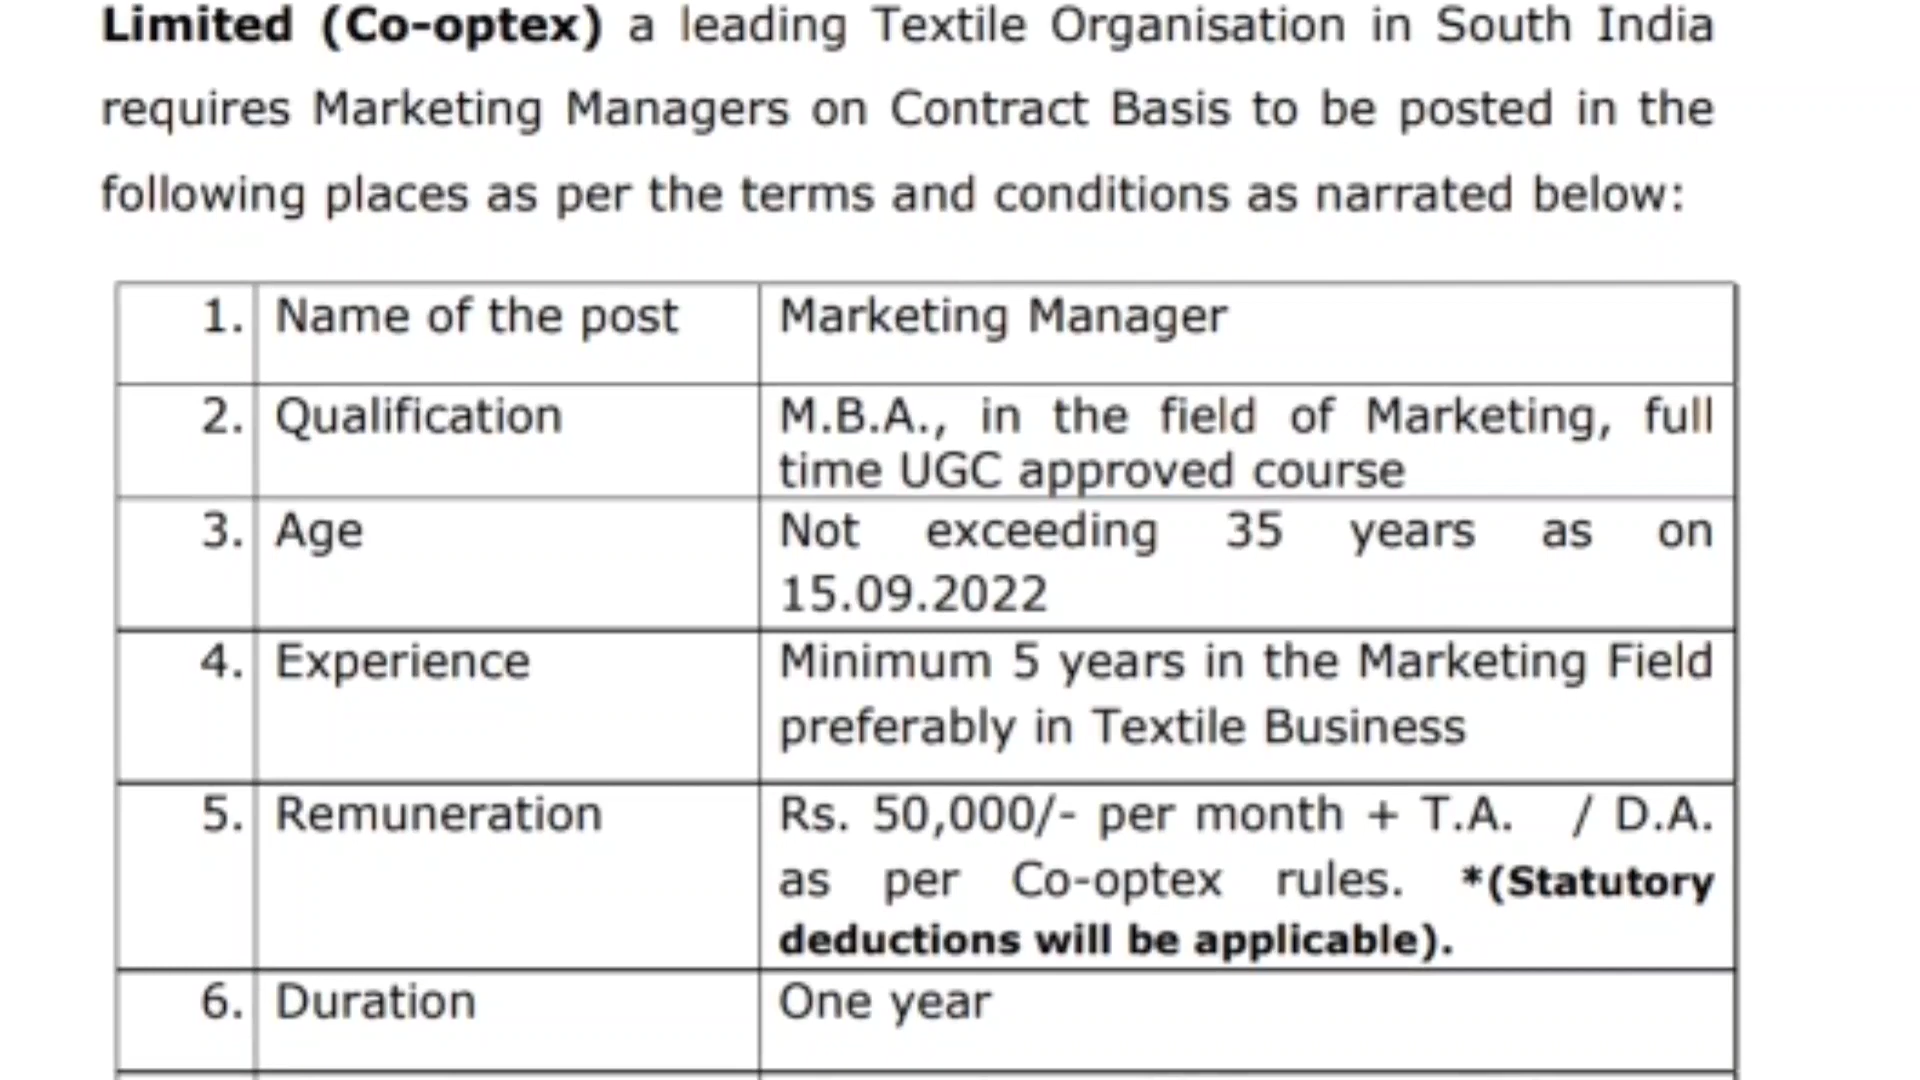 Limited (Co-optex) a leading Textile Organisation in South India
requires Marketing Managers on Contract Basis to be posted in the
following places as per the terms and conditions as narrated below:
1. Name of the post Marketing Manager
2. Qualification M.B.A., in the field of Marketing, full
time UGC approved course
3. Age Not exceeding 35 years as on
15.09.2022
4. Experience Minimum 5 years in the Marketing Field
preferably in Textile Business
5. Remuneration Rs. 50,000/- per month + T.A. / D.A.
as per Co-optex rules. *(Statutory
deductions will be applicable).
6. Duration One year